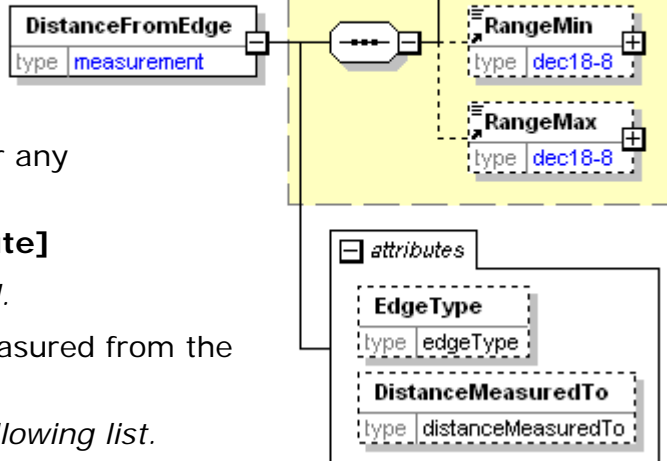 DistanceFromEdge
type measurement
RangeMin
type dec18-8
RangeMax
type dec18-8
any
te]
attributes
EdgeType
type edgeType
asured from the
DistanceMeasuredTo
type distanceMeasuredTo
llowing list.